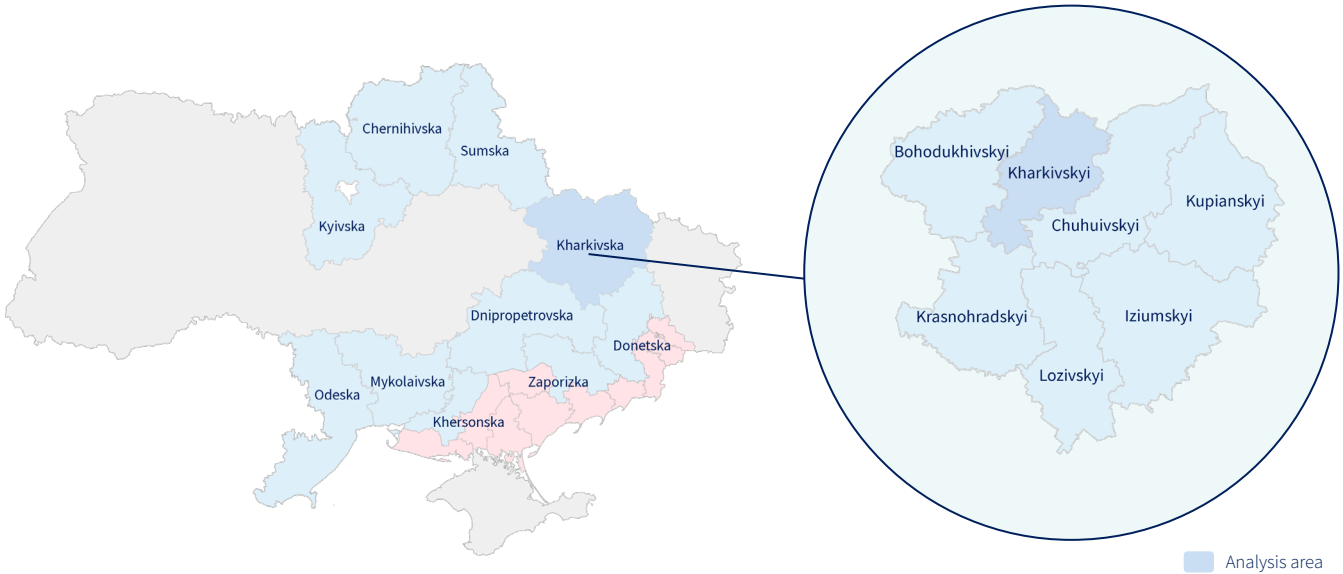 Chernihivska
Sumska
Kyivska
Kharkivska
Dnipropetrovska
Donetska
Mykolaivska
Zaporizka
Odeska
Khersonska
Bohodukhivskyi
Kharkivskyi
Kupianskyi
Chuhuivskyi
Krasnohradskyi
Iziumskyi
Lozivskyi
Analysis area